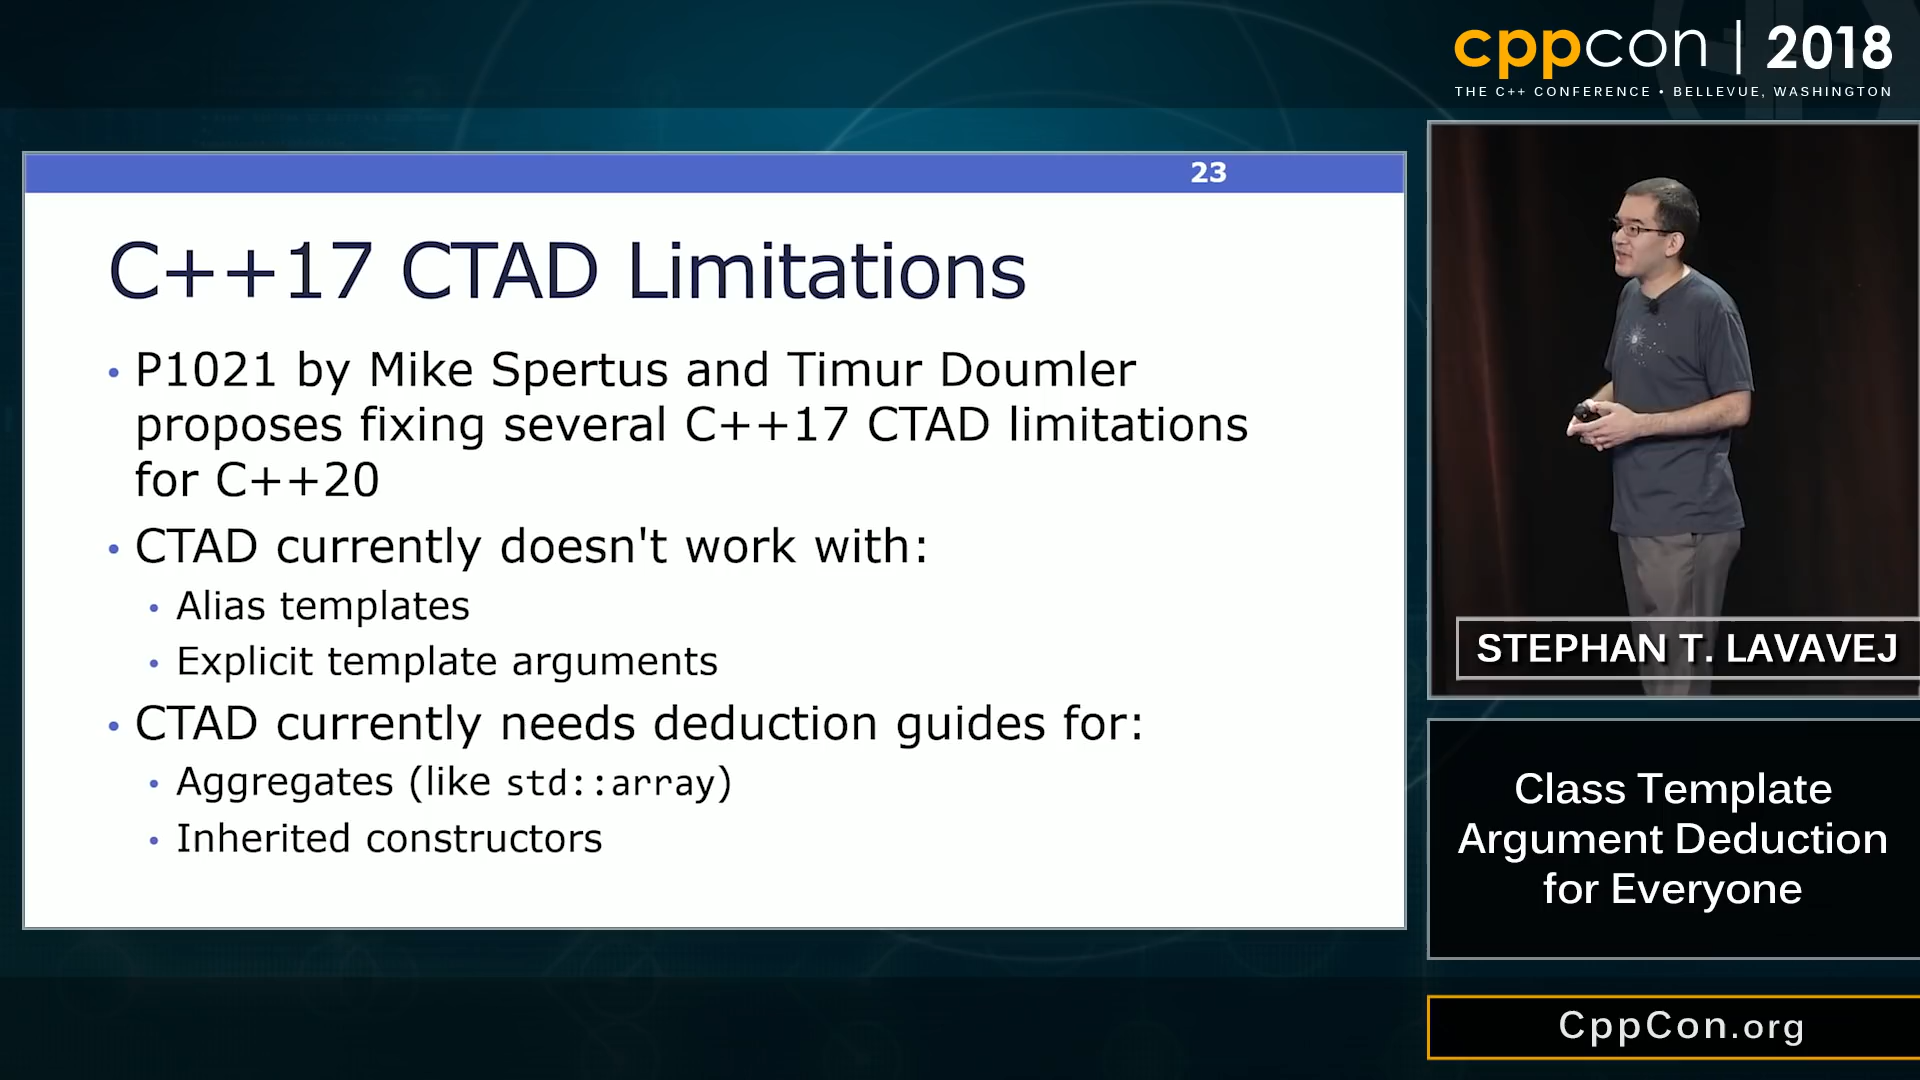 cppcon | 2018
THE C++ CONFERENCE • BELLEVUE, WASHINGTON
23
C++17 CTAD Limitations
• P1021 by Mike Spertus and Timur Doumler
proposes fixing several C++17 CTAD limitations
for C++20
• CTAD currently doesn't work with:
• Alias templates
• Explicit template arguments
• CTAD currently needs deduction guides for:
• Aggregates (like std::array)
• Inherited constructors
STEPHAN T. LAVAVEJ
Class Template
Argument Deduction
for Everyone
CppCon.org